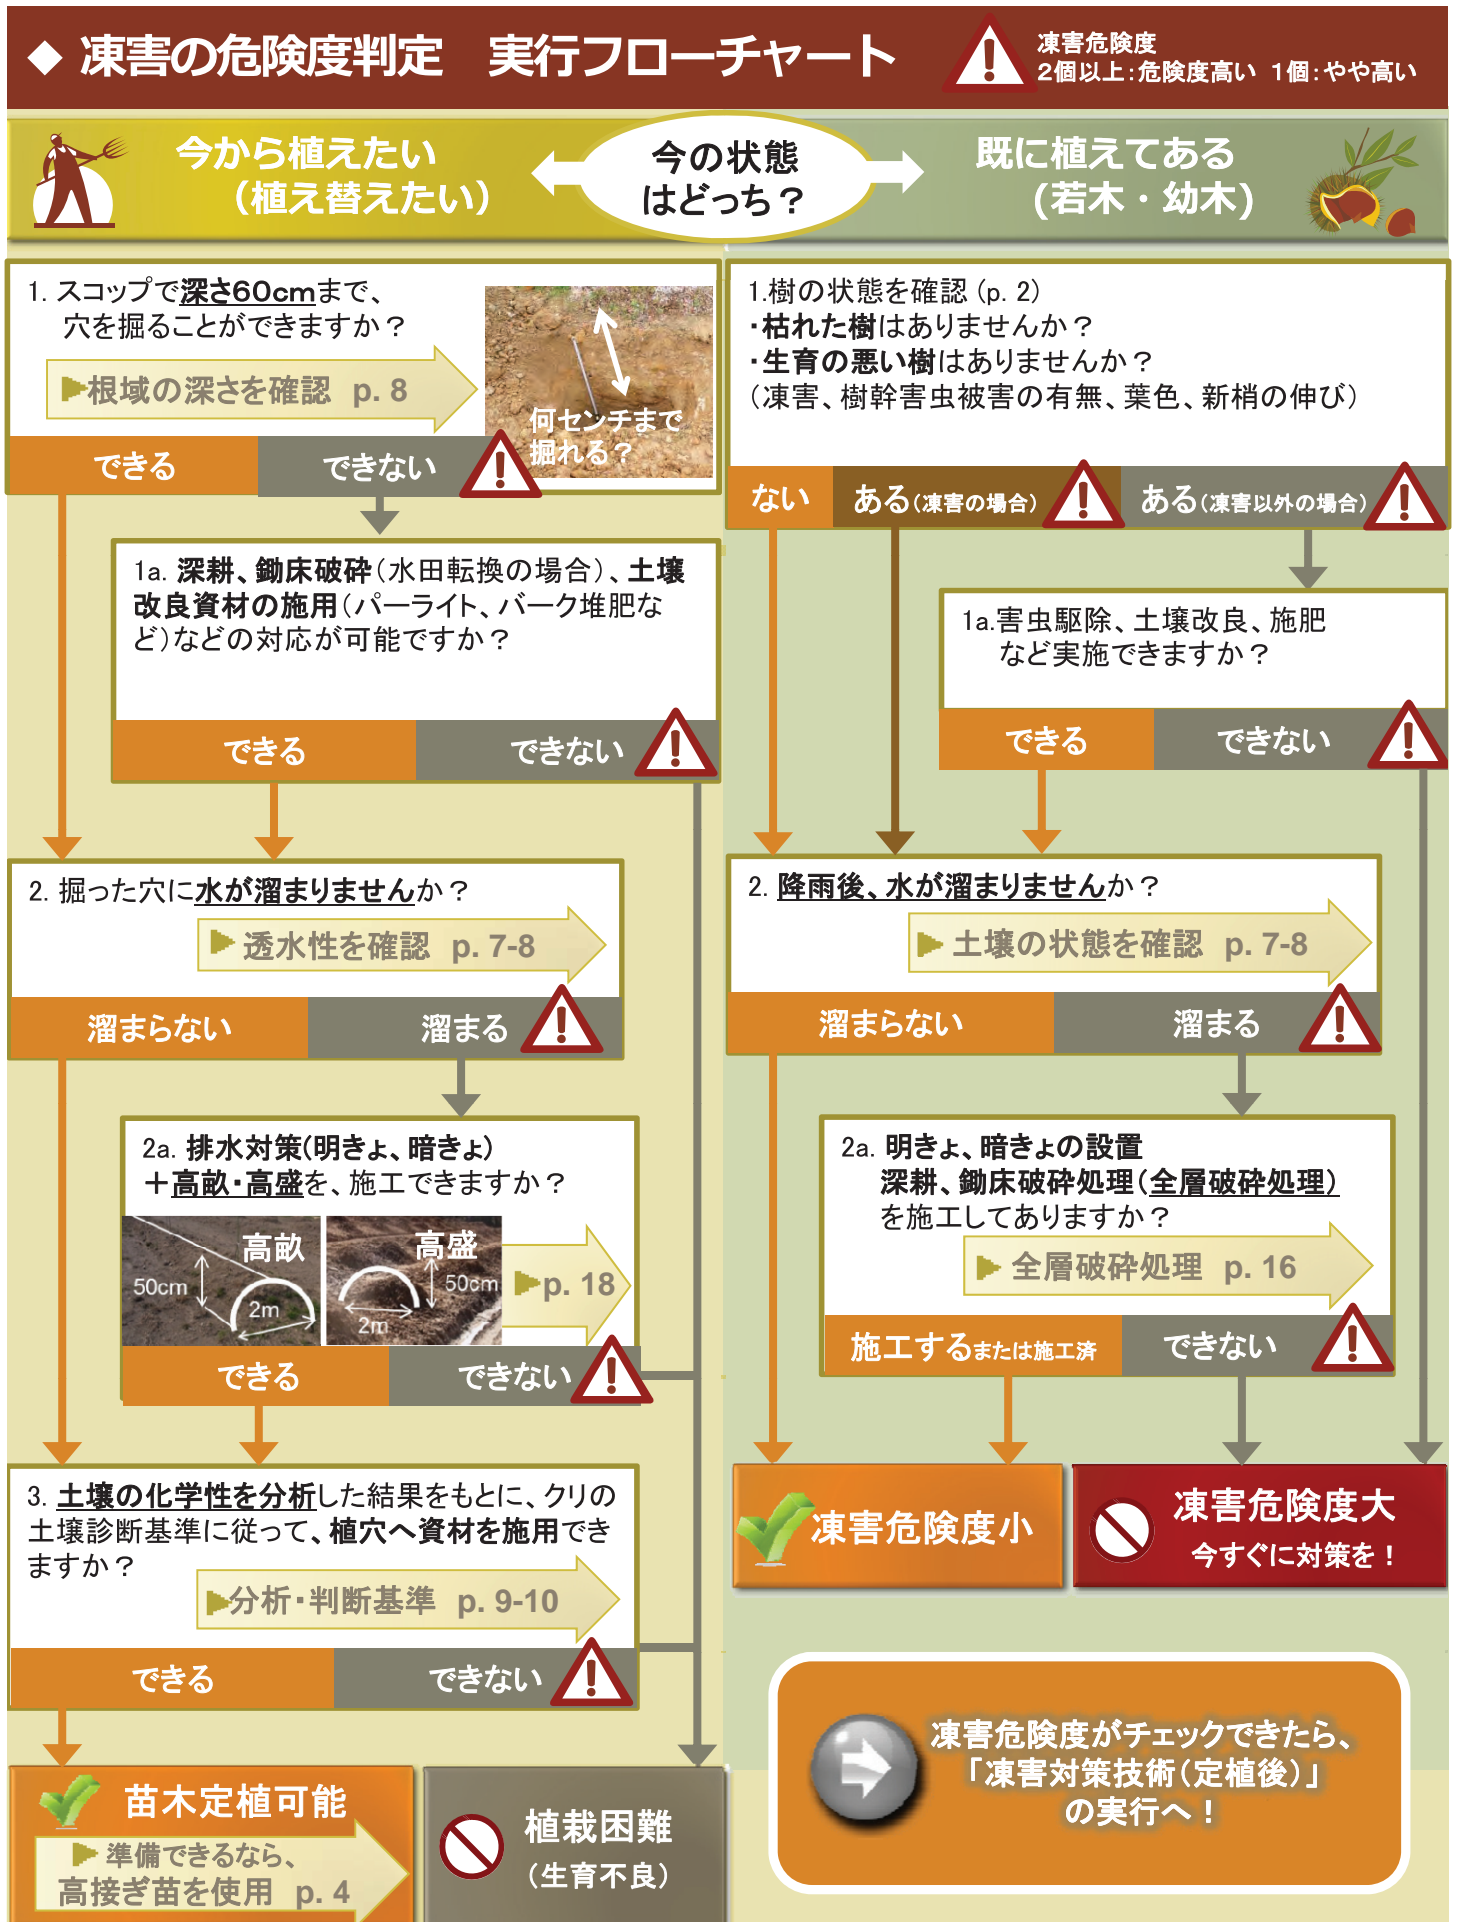 ◆ 凍害の危険度判定　実行フローチャート
凍害危険度
2個以上：危険度高い 1個：やや高い
今から植えたい
（植え替えたい）
今の状態
はどっち？
既に植えてある
(若木・幼木)
1. スコップで深さ60cmまで、
穴を掘ることができますか？
根域の深さを確認 p. 8
何センチまで
掘れる？
できる
できない
1a. 深耕、鋤床破砕（水田転換の場合）、土壌
改良資材の施用（パーライト、バーク堆肥な
ど）などの対応が可能ですか？
できる
できない
2. 掘った穴に水が溜まりませんか？
透水性を確認 p. 7-8
溜まらない
溜まる
2a. 排水対策(明きょ、暗きょ)
＋高畝・高盛を、施工できますか？
高畝
50cm
2m
高盛
50cm
2m
p. 18
できる
できない
3. 土壌の化学性を分析した結果をもとに、クリの
土壌診断基準に従って、植穴へ資材を施用でき
ますか？
分析・判断基準 p. 9-10
できる
できない
苗木定植可能
準備できるなら、
高接ぎ苗を使用 p. 4
植栽困難
（生育不良）
1.樹の状態を確認 (p. 2)
・枯れた樹はありませんか？
・生育の悪い樹はありませんか？
（凍害、樹幹害虫被害の有無、葉色、新梢の伸び）
ない
ある（凍害の場合）
ある（凍害以外の場合）
1a.害虫駆除、土壌改良、施肥
など実施できますか？
できる
できない
2. 降雨後、水が溜まりませんか？
土壌の状態を確認 p. 7-8
溜まらない
溜まる
2a. 明きょ、暗きょの設置
深耕、鋤床破砕処理（全層破砕処理）
を施工してありますか？
全層破砕処理 p. 16
施工するまたは施工済
できない
凍害危険度小
凍害危険度大
今すぐに対策を！
凍害危険度がチェックできたら、
「凍害対策技術（定植後）」
の実行へ！